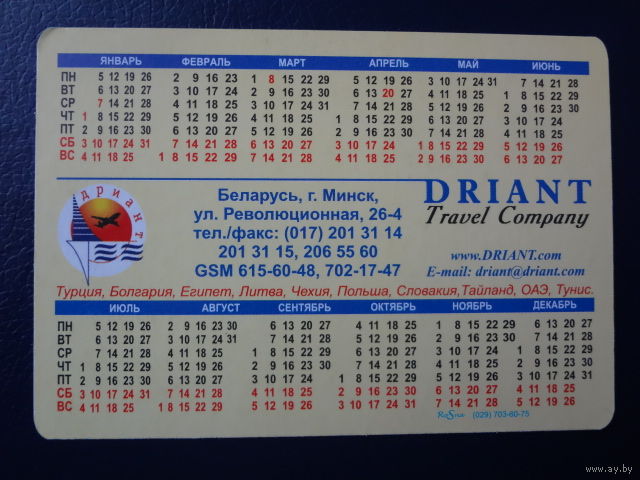 ЯНВАРЬ ФЕВРАЛЬ МАРТ АПРЕЛЬ МАЙ ИЮНЬ
ПН 5 12 19 26 2 9 16 23 1 8 15 22 29 5 12 19 26 3 10 17 24 31 7 14 21 28
ВТ 6 13 20 27 3 10 17 24 2 9 16 23 30 6 13 20 27 4 11 18 25 1 8 15 22 29
СР 7 14 21 28 4 11 18 25 3 10 17 24 31 7 14 21 28 5 12 19 26 2 9 16 23 30
ЧТ 1 8 15 22 29 5 12 19 26 4 11 18 25 1 8 15 22 29 6 13 20 27 3 10 17 24
ПТ 2 9 16 23 30 6 13 20 27 5 12 19 26 2 9 16 23 30 7 14 21 28 4 11 18 25
СБ 3 10 17 24 31 7 14 21 28 6 13 20 27 3 10 17 24 1 8 15 22 29 5 12 19 26
ВС 4 11 18 25 1 8 15 22 29 7 14 21 28 4 11 18 25 2 9 16 23 30 6 13 20 27
дриант
Беларусь, г. Минск,
ул. Революционная, 26-4
тел./факс: (017) 201 31 14
201 31 15, 206 55 60
GSM 615-60-48, 702-17-47
DRIANT
Travel Company
www.DRIANT.com
E-mail: driant@driant.com
Турция, Болгария, Египет, Литва, Чехия, Польша, Словакия,Тайланд, ОАЭ, Тунис.
ИЮЛЬ АВГУСТ СЕНТЯБРЬ ОКТЯБРЬ НОЯБРЬ ДЕКАБРЬ
ПН 5 12 19 26 2 9 16 23 30 6 13 20 27 4 11 18 25 1 8 15 22 29 6 13 20 27
ВТ 6 13 20 27 3 10 17 24 31 7 14 21 28 5 12 19 26 2 9 16 23 30 7 14 21 28
СР 7 14 21 28 4 11 18 25 1 8 15 22 29 6 13 20 27 3 10 17 24 1 8 15 22 29
ЧТ 1 8 15 22 29 5 12 19 26 2 9 16 23 30 7 14 21 28 4 11 18 25 2 9 16 23 30
ПТ 2 9 16 23 30 6 13 20 27 3 10 17 24 1 8 15 22 29 5 12 19 26 3 10 17 24 31
СБ 3 10 17 24 31 7 14 21 28 4 11 18 25 2 9 16 23 30 6 13 20 27 4 11 18 25
ВС 4 11 18 25 1 8 15 22 29 5 12 19 26 3 10 17 24 31 7 14 21 28 5 12 19 26
(029) 703-60-75
www.ay.by